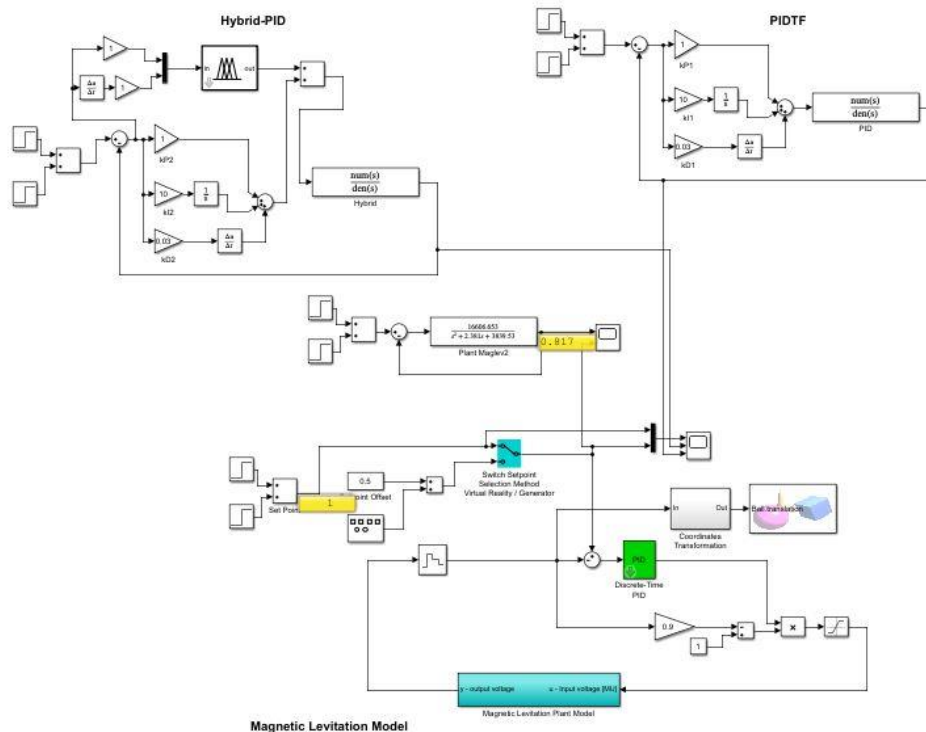 Hybrid-PID
PIDTF
1
Δu
Δt
1
in
out
1
kP2
10
kI2
1
s
0.03
kD2
Δu
Δt
num(s)
den(s)
Hybrid
1
kP1
10
kI1
1
s
0.03
kD1
Δu
Δt
num(s)
den(s)
PID
Plant Maglev2
0.817
Switch Setpoint
Selection Method
Virtual Reality / Generator
0.5
Offset
1
In
Out
Coordinates
Transformation
Ball.translation
PID
Discrete-Time
PID
0.9
1
×
y - output voltage
u - Input voltage [MU]
Magnetic Levitation Plant Model
Magnetic Levitation Model